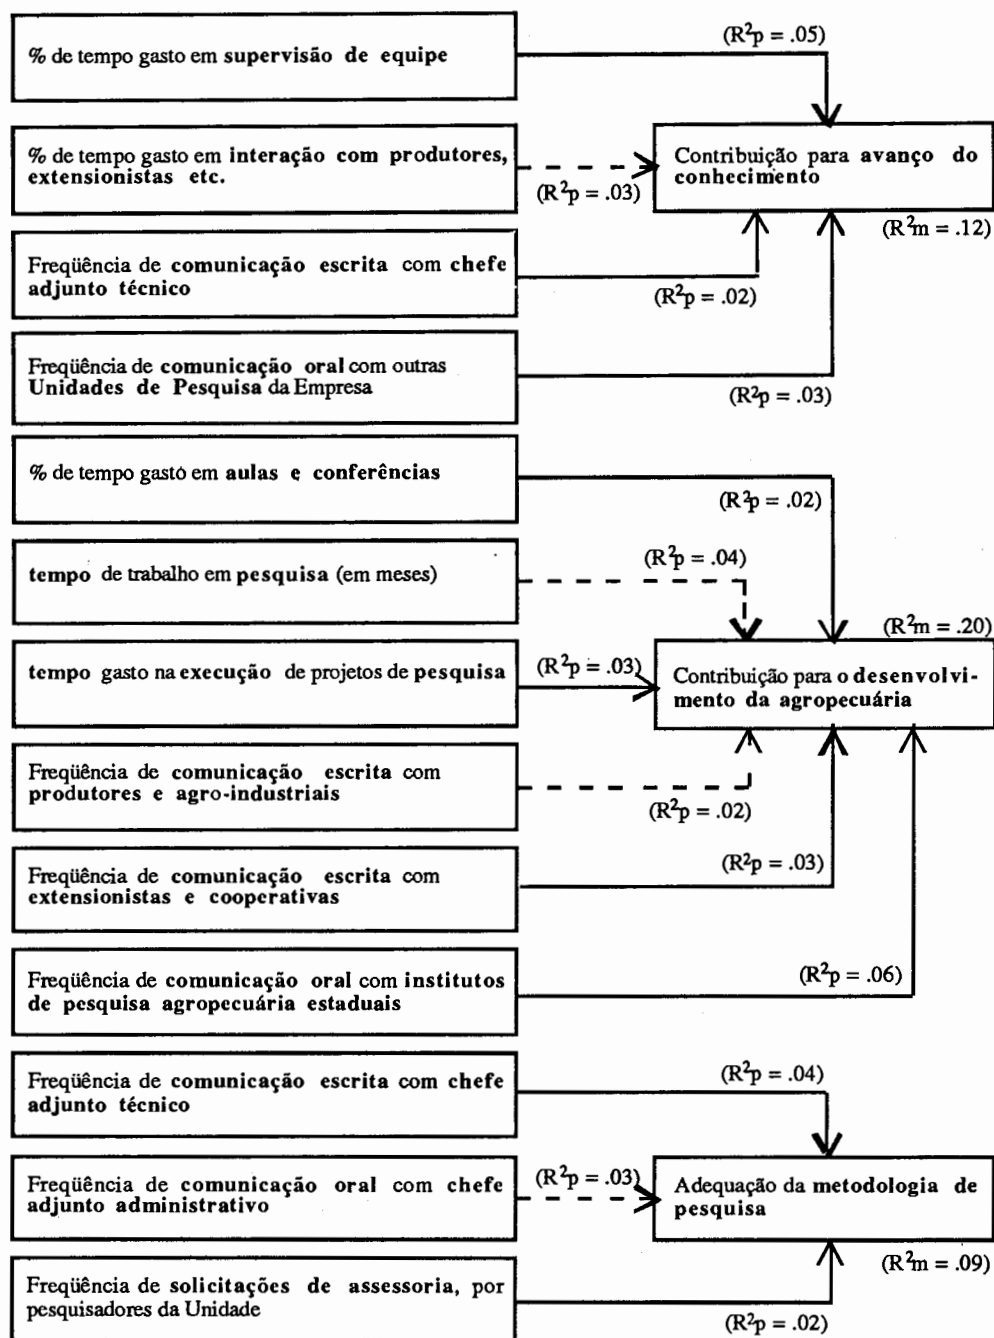 % de tempo gasto em supervisão de equipe
(R²p = .05)
% de tempo gasto em interação com produtores,
extensionistas etc.
(R²p = .03)
Contribuição para avanço do
conhecimento
(R²m = .12)
Freqüência de comunicação escrita com chefe
adjunto técnico
(R²p = .02)
Freqüência de comunicação oral com outras
Unidades de Pesquisa da Empresa
(R²p = .03)
% de tempo gasto em aulas e conferências
(R²p = .02)
tempo de trabalho em pesquisa (em meses)
(R²p = .04)
(R²m = .20)
tempo gasto na execução de projetos de pesquisa
(R²p = .03)
Contribuição para o desenvolvi-
mento da agropecuária
Freqüência de comunicação escrita com
produtores e agro-industriais
(R²p = .02)
Freqüência de comunicação escrita com
extensionistas e cooperativas
(R²p = .03)
Freqüência de comunicação oral com institutos
de pesquisa agropecuária estaduais
(R²p = .06)
Freqüência de comunicação escrita com chefe
adjunto técnico
(R²p = .04)
Freqüência de comunicação oral com chefe
adjunto administrativo
(R²p = .03)
Adequação da metodologia de
pesquisa
(R²m = .09)
Freqüência de solicitações de assessoria, por
pesquisadores da Unidade
(R²p = .02)